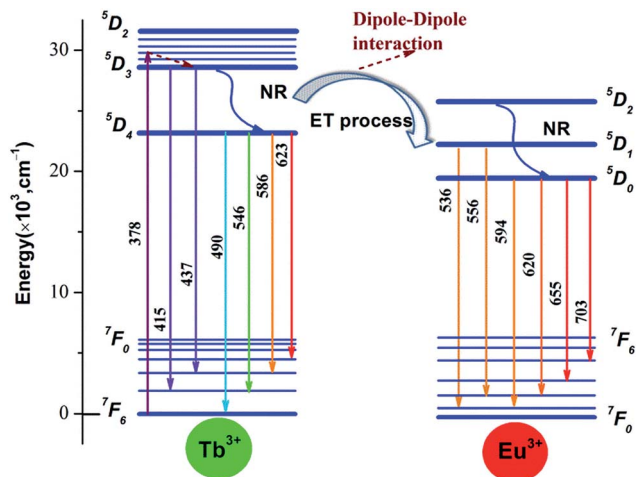 Energy(×10³,cm⁻¹)
30
20
10
0
⁵D₂
⁵D₃
⁵D₄
⁷F₀
⁷F₆
378
415
437
490
546
586
623
NR
Tb³⁺
Dipole-Dipole
interaction
ET process
⁵D₂
⁵D₁
⁵D₀
NR
536
556
594
620
655
703
⁷F₆
⁷F₀
Eu³⁺